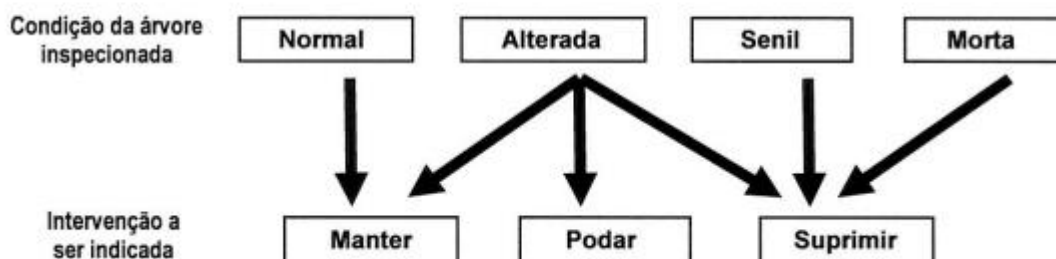 Condição da árvore
inspecionada
Normal
Alterada
Senil
Morta
Intervenção a
ser indicada
Manter
Podar
Suprimir